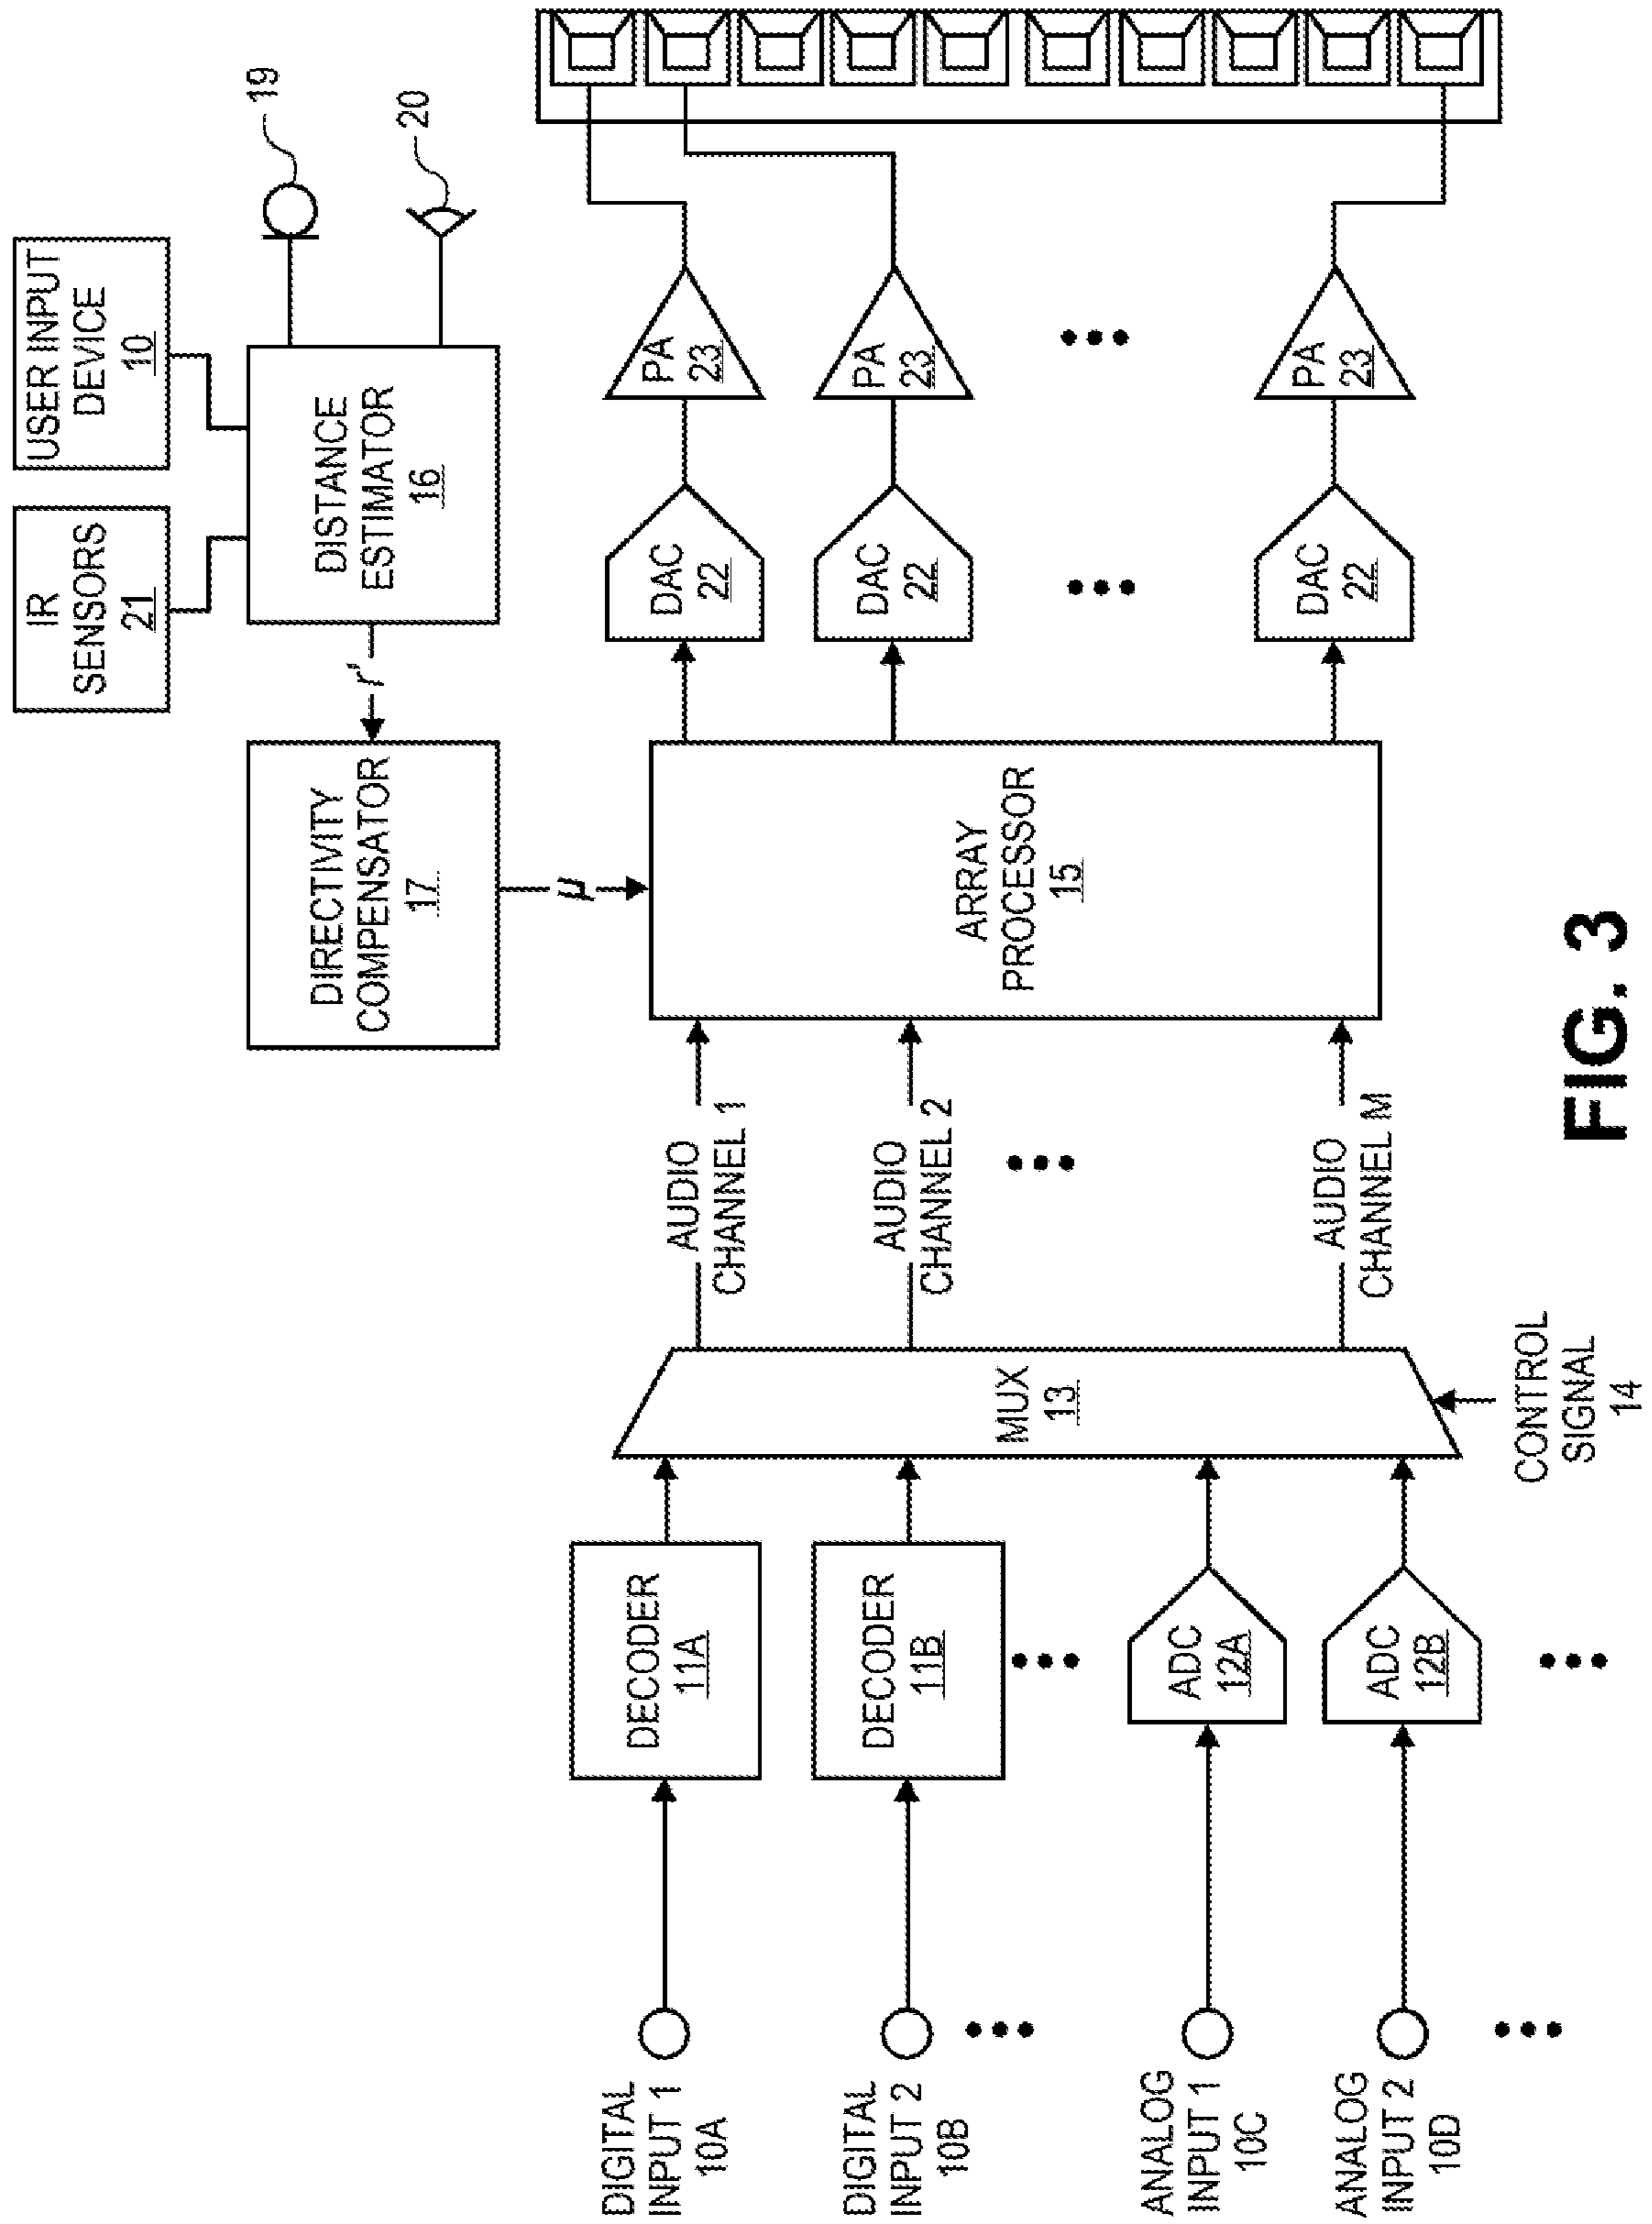 USER INPUT
DEVICE
10
IR
SENSORS
21
19
20
DISTANCE
ESTIMATOR
16
r'
DIRECTIVITY
COMPENSATOR
17
μ
DIGITAL
INPUT 1
10A
DECODER
11A
DIGITAL
INPUT 2
10B
DECODER
11B
ANALOG
INPUT 1
10C
ADC
12A
ANALOG
INPUT 2
10D
ADC
12B
MUX
13
CONTROL
SIGNAL
14
AUDIO
CHANNEL 1
AUDIO
CHANNEL 2
AUDIO
CHANNEL M
ARRAY
PROCESSOR
15
DAC
22
PA
23
DAC
22
PA
23
DAC
22
PA
23
FIG. 3